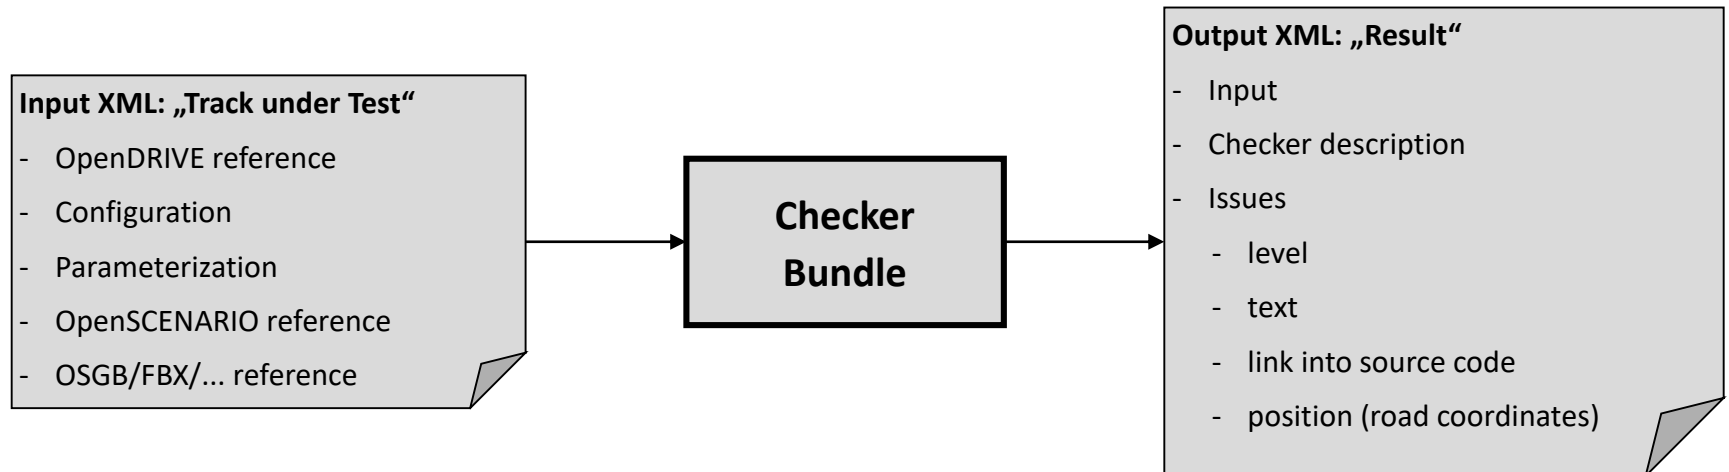 Input XML: „Track under Test“
- OpenDRIVE reference
- Configuration
- Parameterization
- OpenSCENARIO reference
- OSGB/FBX/... reference
Checker
Bundle
Output XML: „Result“
- Input
- Checker description
- Issues
- level
- text
- link into source code
- position (road coordinates)